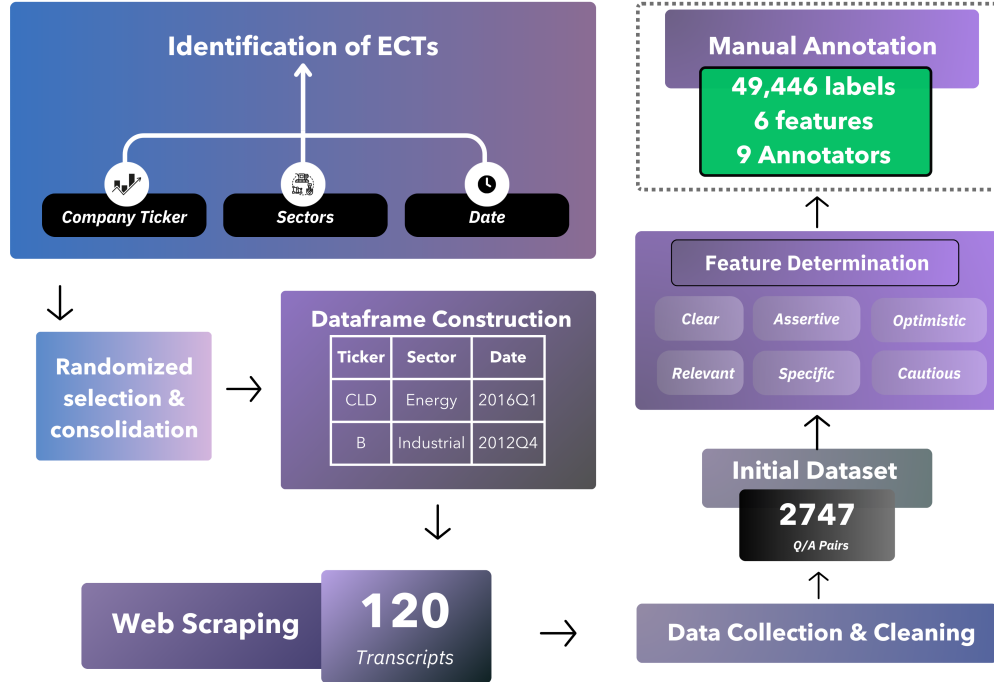 Identification of ECTs
Company Ticker
Sectors
Date
Randomized
selection &
consolidation
Dataframe Construction
Ticker Sector Date
CLD Energy 2016Q1
B Industrial 2012Q4
Web Scraping
120
Transcripts
Data Collection & Cleaning
Initial Dataset
2747
Q/A Pairs
Feature Determination
Clear Assertive Optimistic
Relevant Specific Cautious
Manual Annotation
49,446 labels
6 features
9 Annotators